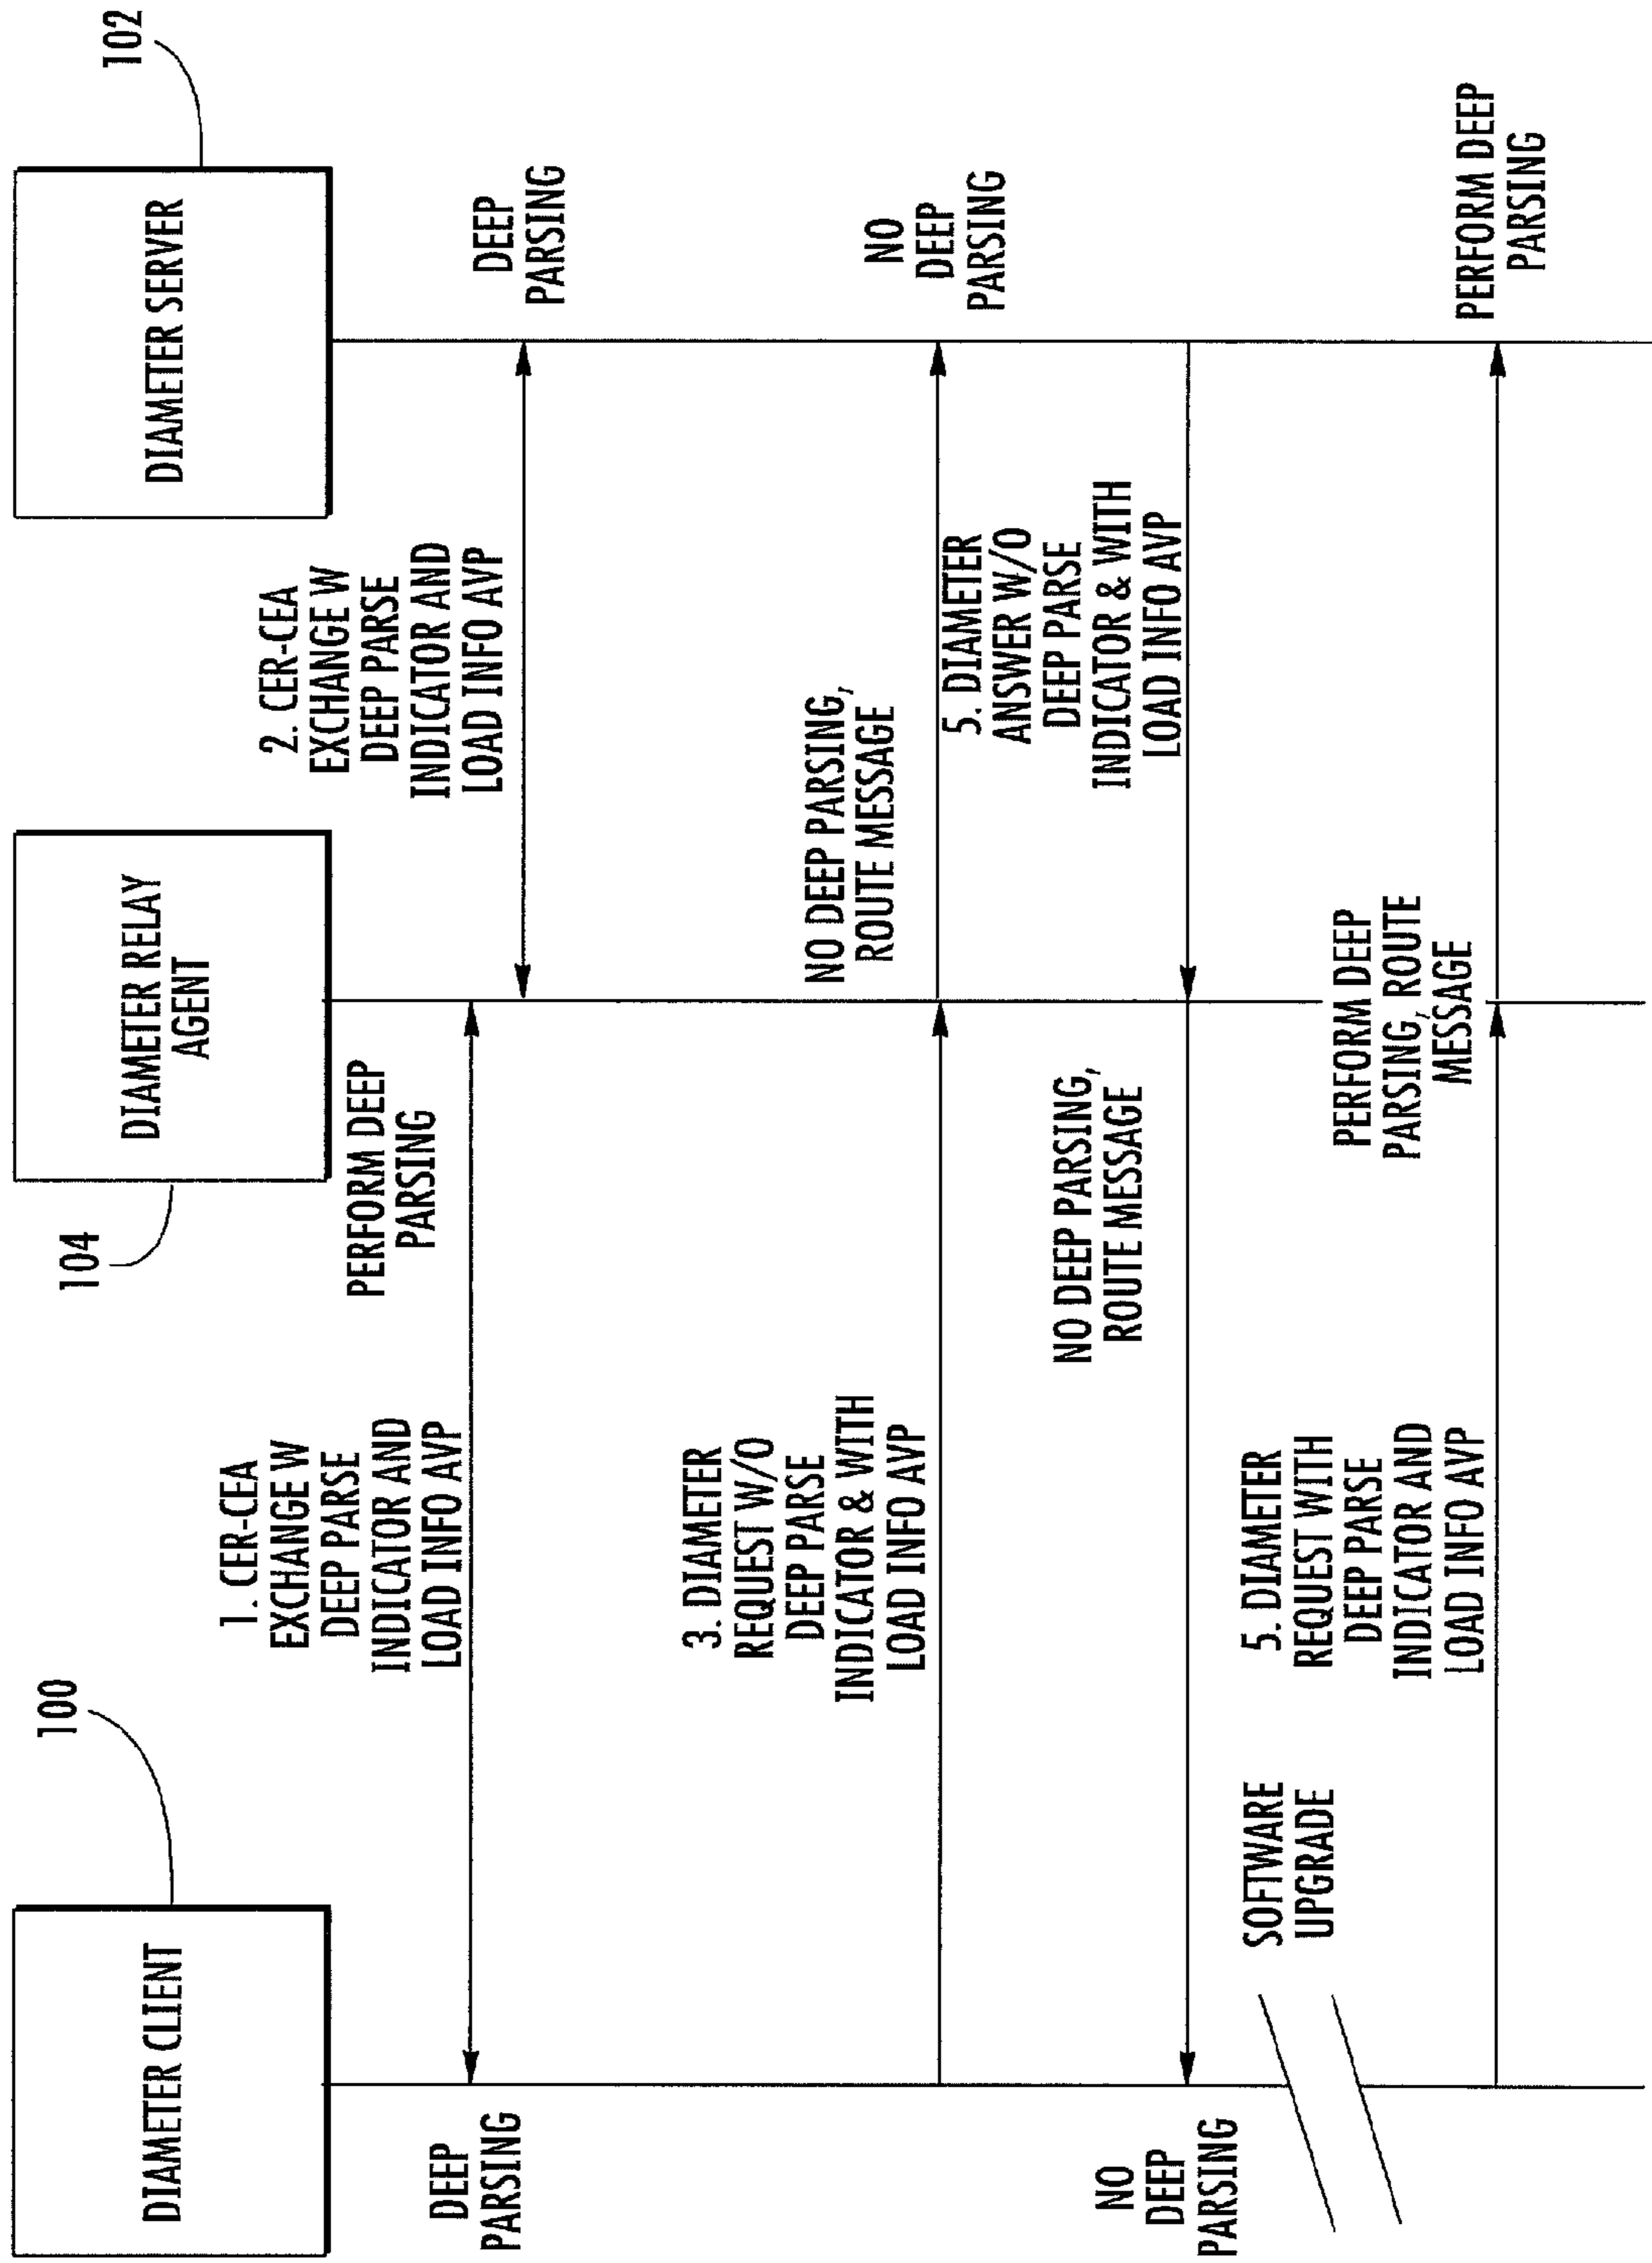 100
DIAMETER CLIENT
104
DIAMETER RELAY
AGENT
102
DIAMETER SERVER
DEEP
PARSING
1. CER-CEA
EXCHANGE W
DEEP PARSE
INDICATOR AND
LOAD INFO AVP
PERFORM DEEP
PARSING
2. CER-CEA
EXCHANGE W
DEEP PARSE
INDICATOR AND
LOAD INFO AVP
DEEP
PARSING
3. DIAMETER
REQUEST W/O
DEEP PARSE
INDICATOR & WITH
LOAD INFO AVP
NO DEEP PARSING,
ROUTE MESSAGE
NO
DEEP
PARSING
5. DIAMETER
ANSWER W/O
DEEP PARSE
INDICATOR & WITH
LOAD INFO AVP
NO DEEP PARSING,
ROUTE MESSAGE
NO
DEEP
PARSING
SOFTWARE
UPGRADE
5. DIAMETER
REQUEST WITH
DEEP PARSE
INDICATOR AND
LOAD INFO AVP
PERFORM DEEP
PARSING, ROUTE
MESSAGE
PERFORM DEEP
PARSING